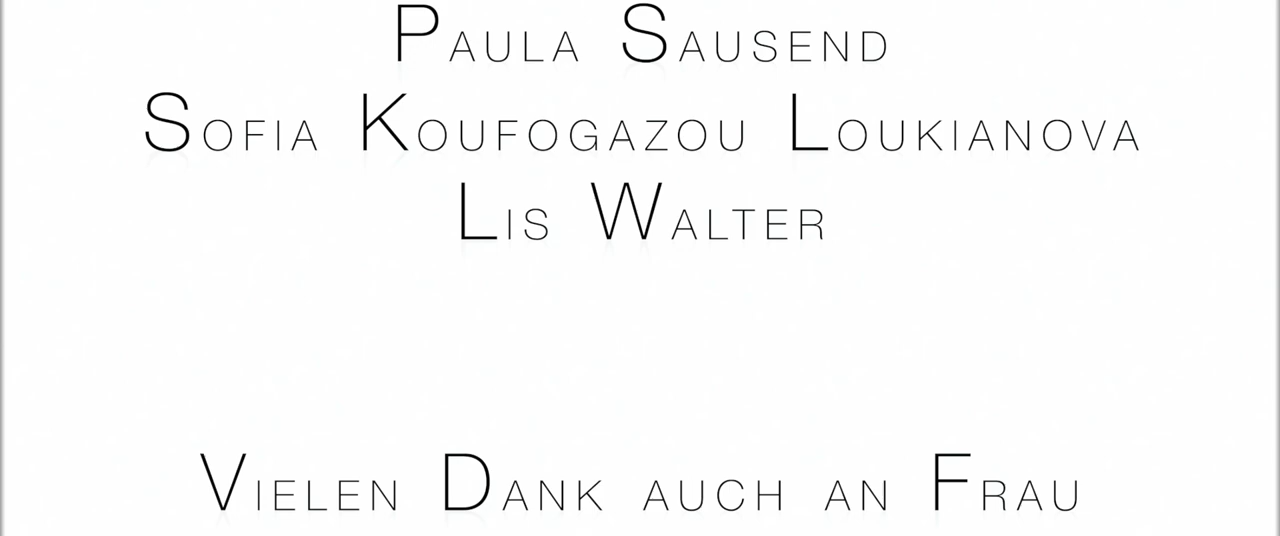 Paula Sausend
Sofia Koufogazou Loukianova
Lis Walter
Vielen Dank auch an Frau